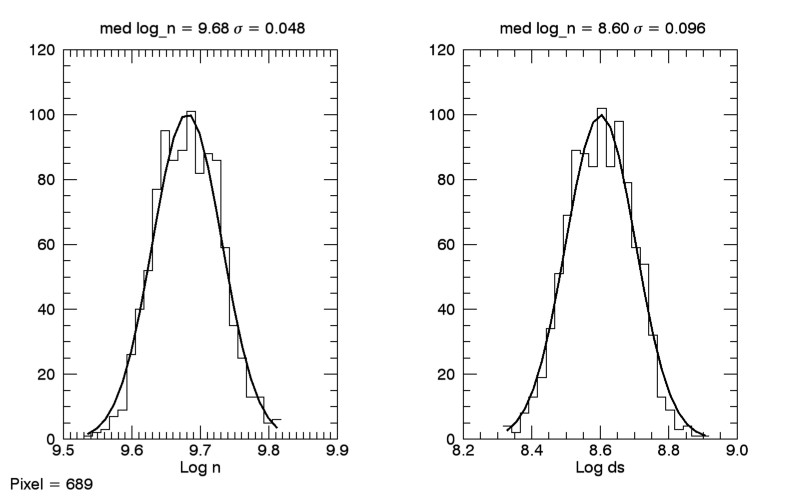 med log_n = 9.68 σ = 0.048
120
100
80
60
40
20
0
9.5 9.6 9.7 9.8 9.9
Log n
med log_n = 8.60 σ = 0.096
120
100
80
60
40
20
0
8.2 8.4 8.6 8.8 9.0
Log ds
Pixel = 689